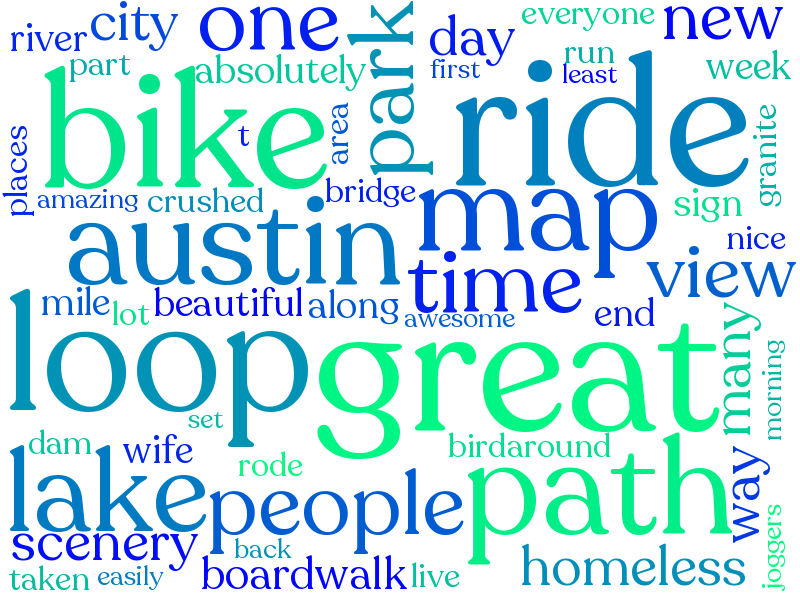 river
city
one
park
day
everyone
new
part
absolutely
first
run
least
week
bike
ride
places
t
area
granite
amazing
crushed
bridge
map
sign
austin
time
nice
view
mile
lot
beautiful
along
awesome
end
loop
great
many
morning
set
dam
wife
rode
birdaround
path
way
lake
people
joggers
scenery
back
boardwalk
live
homeless
taken
easily